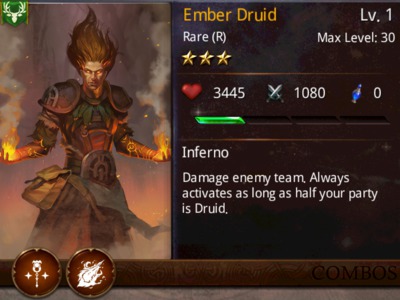 Ember Druid Lv. 1
Rare (R) Max Level: 30
3445 1080 0
Inferno
Damage enemy team. Always
activates as long as half your party
is Druid.
COMBOS